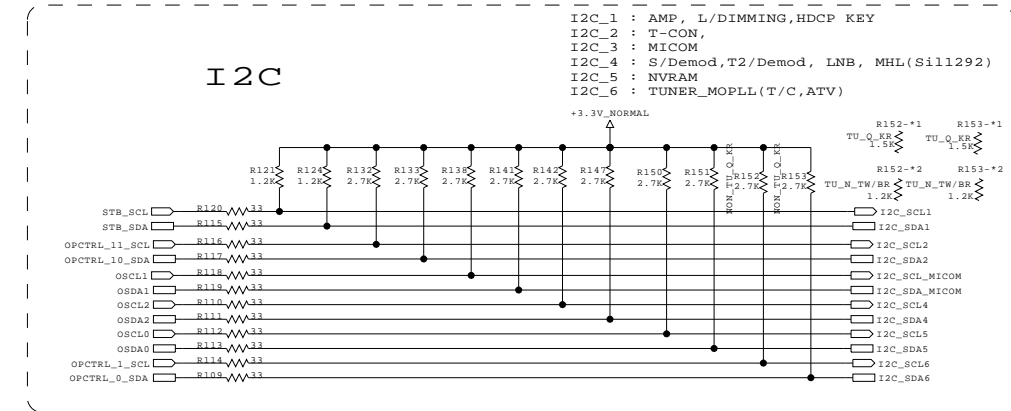 I2C_1 : AMP, L/DIMMING,HDCP KEY
I2C_2 : T-CON,
I2C_3 : MICOM
I2C_4 : S/Demod,T2/Demod, LNB, MHL(Sil1292)
I2C_5 : NVRAM
I2C_6 : TUNER_MOPLL(T/C,ATV)
I2C
+3.3V_NORMAL
R152-*1
TU_Q_KR
1.5K
R153-*1
TU_Q_KR
1.5K
R152-*2
TU_N_TW/BR
1.2K
R153-*2
TU_N_TW/BR
1.2K
R121
1.2K
R124
1.2K
R132
2.7K
R133
2.7K
R138
2.7K
R141
2.7K
R142
2.7K
R147
2.7K
R150
2.7K
R151
2.7K
NON_TU_Q_KR
R152
2.7K
NON_TU_Q_KR
R153
2.7K
STB_SCL R120 33 I2C_SCL1
STB_SDA R115 33 I2C_SDA1
OPCTRL_11_SCL R116 33 I2C_SCL2
OPCTRL_10_SDA R117 33 I2C_SDA2
OSCL1 R118 33 I2C_SCL_MICOM
OSDA1 R119 33 I2C_SDA_MICOM
OSCL2 R110 33 I2C_SCL4
OSDA2 R111 33 I2C_SDA4
OSCL0 R112 33 I2C_SCL5
OSDA0 R113 33 I2C_SDA5
OPCTRL_1_SCL R114 33 I2C_SCL6
OPCTRL_0_SDA R109 33 I2C_SDA6